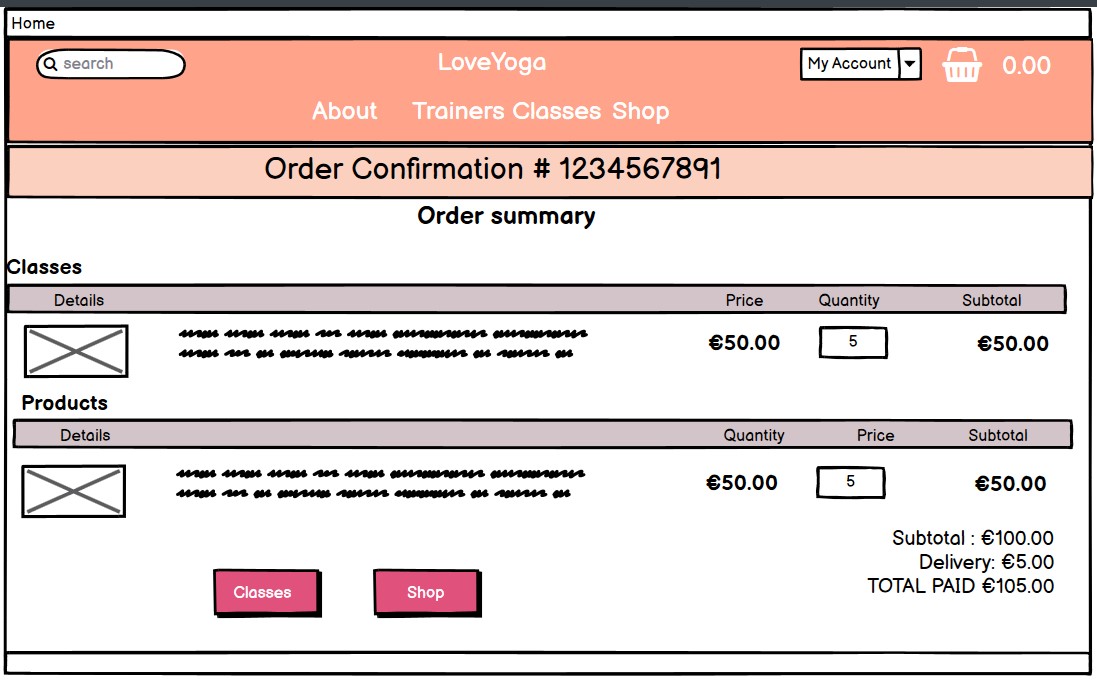 Home
search LoveYoga My Account 0.00
About Trainers Classes Shop
Order Confirmation # 1234567891
Order summary
Classes
Details Price Quantity Subtotal
€50.00 5 €50.00
Products
Details Quantity Price Subtotal
€50.00 5 €50.00
Subtotal : €100.00
Delivery: €5.00
TOTAL PAID €105.00
Classes Shop